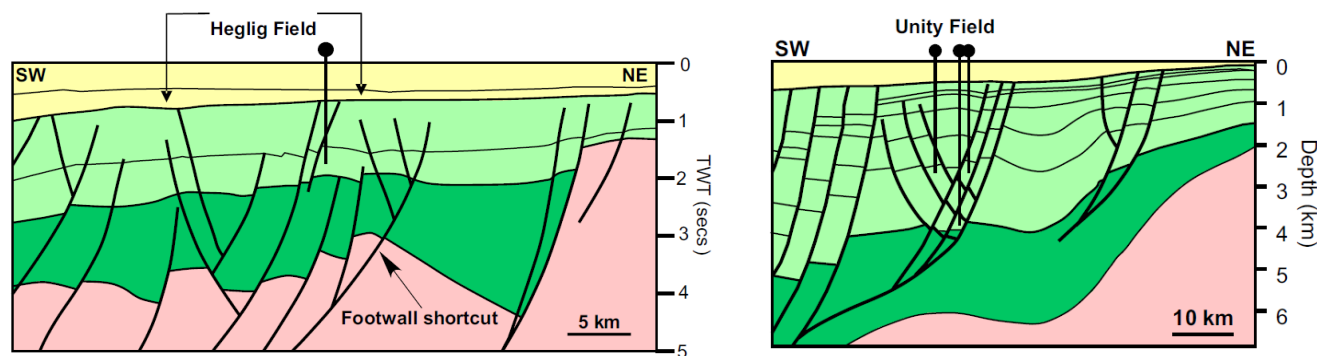 Heglig Field
SW
NE
0
1
2
3
4
5
TWT (secs)
Footwall shortcut
5 km
Unity Field
SW
NE
0
1
2
3
4
5
6
Depth (km)
10 km